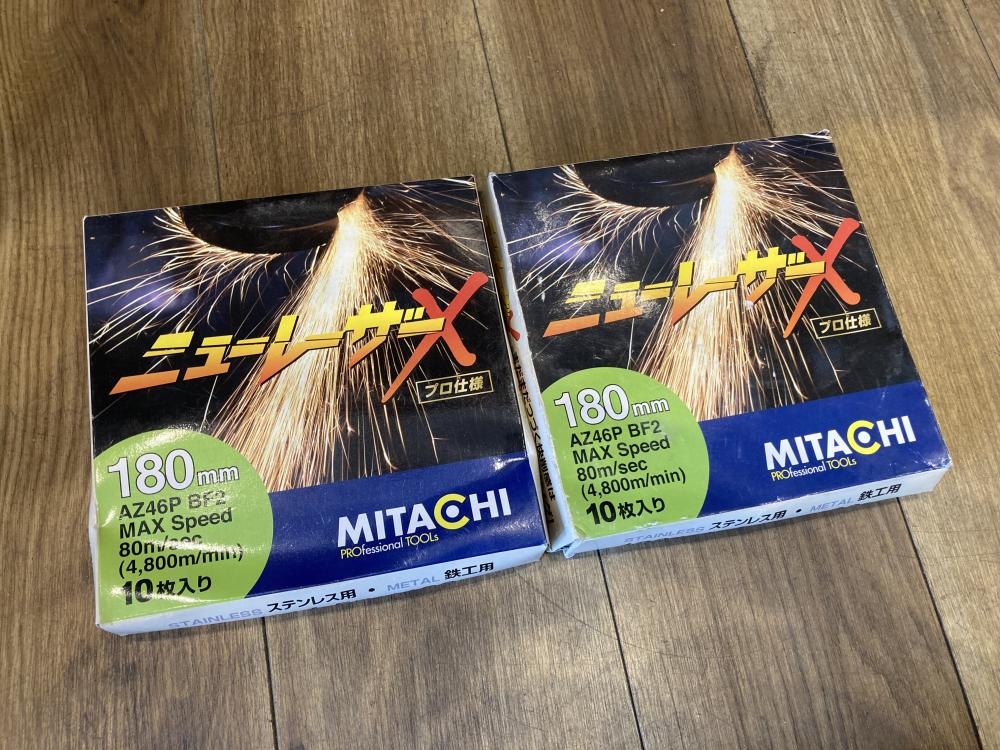 ニューレーザーX
プロ仕様
180mm
AZ46P BF2
MAX Speed
80m/sec
(4,800m/min)
10枚入り
MITACHI
PROfessional TOOLs
STAINLESS ステンレス用 • METAL 鉄工用
ニューレーザーX
プロ仕様
180mm
AZ46P BF2
MAX Speed
80m/sec
(4,800m/min)
10枚入り
MITACHI
PROfessional TOOLs
STAINLESS ステンレス用 • METAL 鉄工用